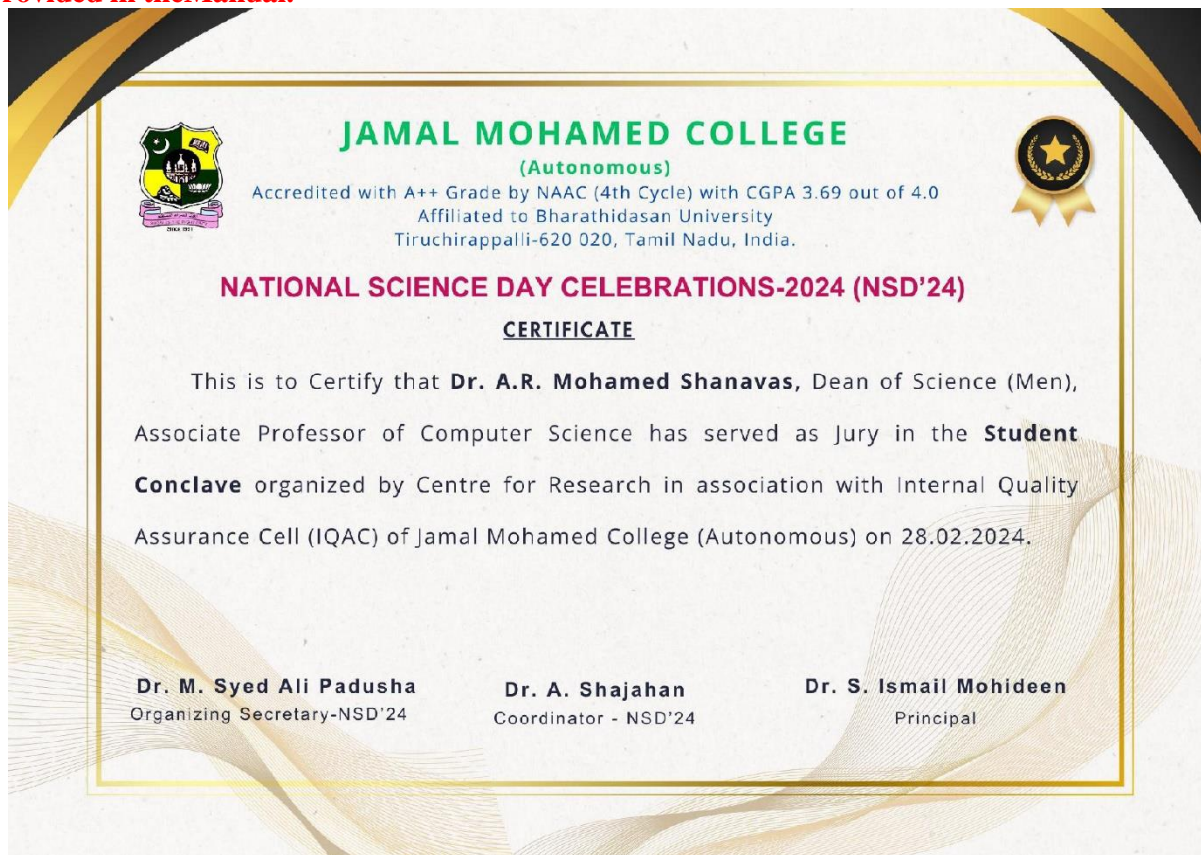 rovided in theManual.
JAMAL MOHAMED COLLEGE
(Autonomous)
Accredited with A++ Grade by NAAC (4th Cycle) with CGPA 3.69 out of 4.0
Affiliated to Bharathidasan University
Tiruchirappalli-620 020, Tamil Nadu, India.
NATIONAL SCIENCE DAY CELEBRATIONS-2024 (NSD’24)
CERTIFICATE
This is to Certify that Dr. A.R. Mohamed Shanavas, Dean of Science (Men),
Associate Professor of Computer Science has served as Jury in the Student
Conclave organized by Centre for Research in association with Internal Quality
Assurance Cell (IQAC) of Jamal Mohamed College (Autonomous) on 28.02.2024.
Dr. M. Syed Ali Padusha
Organizing Secretary-NSD’24
Dr. A. Shajahan
Coordinator - NSD’24
Dr. S. Ismail Mohideen
Principal